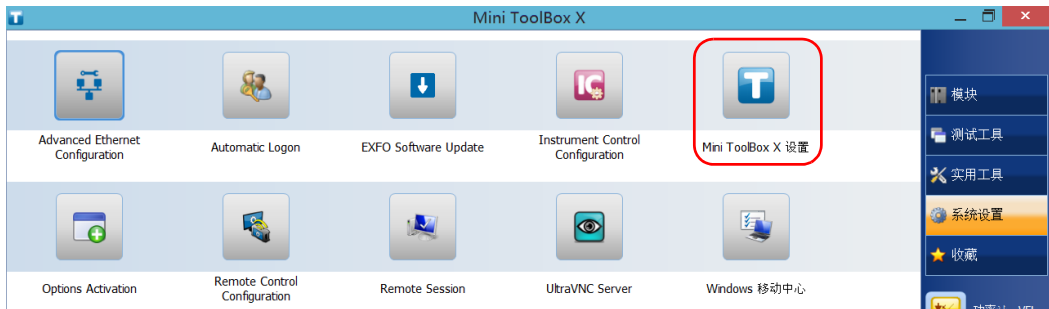 Mini ToolBox X
Advanced Ethernet
Configuration
Automatic Logon
EXFO Software Update
Instrument Control
Configuration
Mini ToolBox X 设置
Options Activation
Remote Control
Configuration
Remote Session
UltraVNC Server
Windows 移动中心
模块
测试工具
实用工具
系统设置
收藏